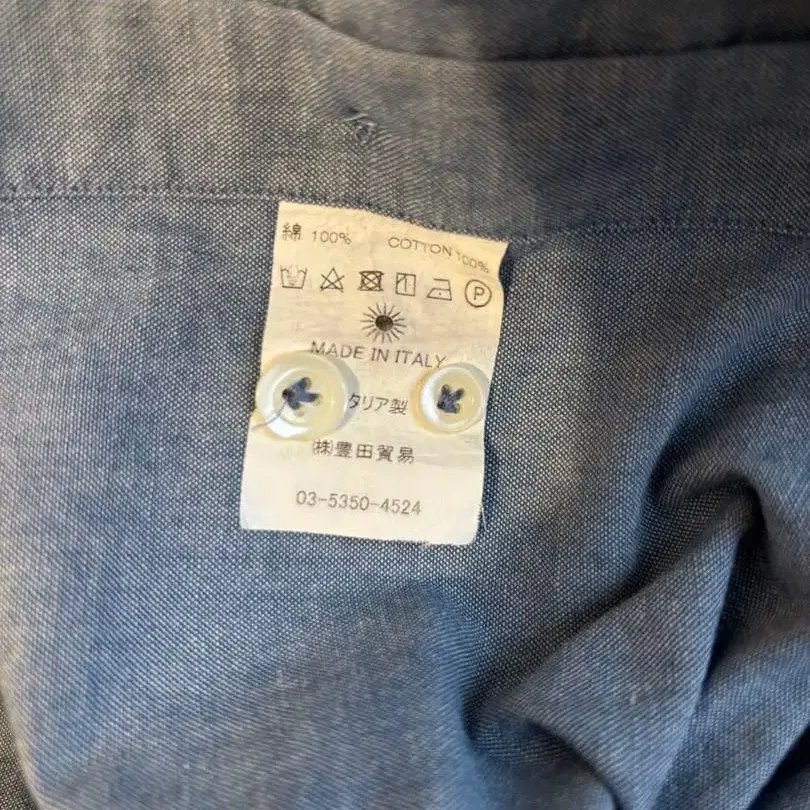 綿 100% COTTON 100%
P
MADE IN ITALY
タリア製
㈱豊田貿易
03-5350-4524